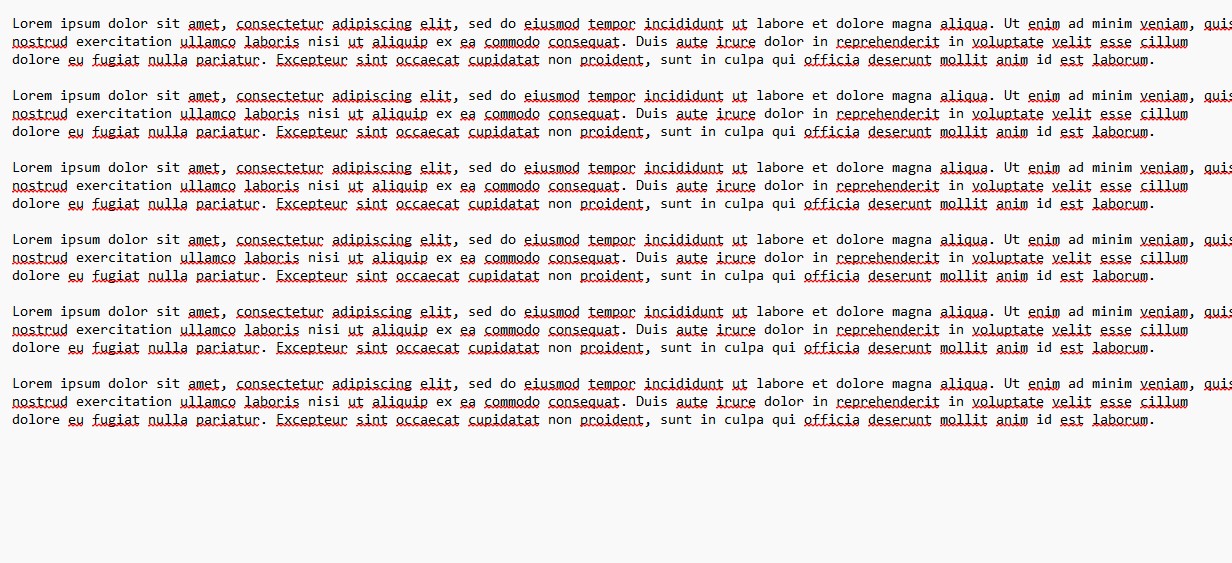 Lorem ipsum dolor sit amet, consectetur adipiscing elit, sed do eiusmod tempor incididunt ut labore et dolore magna aliqua. Ut enim ad minim veniam, quis
nostrud exercitation ullamco laboris nisi ut aliquip ex ea commodo consequat. Duis aute irure dolor in reprehenderit in voluptate velit esse cillum
dolore eu fugiat nulla pariatur. Excepteur sint occaecat cupidatat non proident, sunt in culpa qui officia deserunt mollit anim id est laborum.

Lorem ipsum dolor sit amet, consectetur adipiscing elit, sed do eiusmod tempor incididunt ut labore et dolore magna aliqua. Ut enim ad minim veniam, quis
nostrud exercitation ullamco laboris nisi ut aliquip ex ea commodo consequat. Duis aute irure dolor in reprehenderit in voluptate velit esse cillum
dolore eu fugiat nulla pariatur. Excepteur sint occaecat cupidatat non proident, sunt in culpa qui officia deserunt mollit anim id est laborum.

Lorem ipsum dolor sit amet, consectetur adipiscing elit, sed do eiusmod tempor incididunt ut labore et dolore magna aliqua. Ut enim ad minim veniam, quis
nostrud exercitation ullamco laboris nisi ut aliquip ex ea commodo consequat. Duis aute irure dolor in reprehenderit in voluptate velit esse cillum
dolore eu fugiat nulla pariatur. Excepteur sint occaecat cupidatat non proident, sunt in culpa qui officia deserunt mollit anim id est laborum.

Lorem ipsum dolor sit amet, consectetur adipiscing elit, sed do eiusmod tempor incididunt ut labore et dolore magna aliqua. Ut enim ad minim veniam, quis
nostrud exercitation ullamco laboris nisi ut aliquip ex ea commodo consequat. Duis aute irure dolor in reprehenderit in voluptate velit esse cillum
dolore eu fugiat nulla pariatur. Excepteur sint occaecat cupidatat non proident, sunt in culpa qui officia deserunt mollit anim id est laborum.

Lorem ipsum dolor sit amet, consectetur adipiscing elit, sed do eiusmod tempor incididunt ut labore et dolore magna aliqua. Ut enim ad minim veniam, quis
nostrud exercitation ullamco laboris nisi ut aliquip ex ea commodo consequat. Duis aute irure dolor in reprehenderit in voluptate velit esse cillum
dolore eu fugiat nulla pariatur. Excepteur sint occaecat cupidatat non proident, sunt in culpa qui officia deserunt mollit anim id est laborum.

Lorem ipsum dolor sit amet, consectetur adipiscing elit, sed do eiusmod tempor incididunt ut labore et dolore magna aliqua. Ut enim ad minim veniam, quis
nostrud exercitation ullamco laboris nisi ut aliquip ex ea commodo consequat. Duis aute irure dolor in reprehenderit in voluptate velit esse cillum
dolore eu fugiat nulla pariatur. Excepteur sint occaecat cupidatat non proident, sunt in culpa qui officia deserunt mollit anim id est laborum.